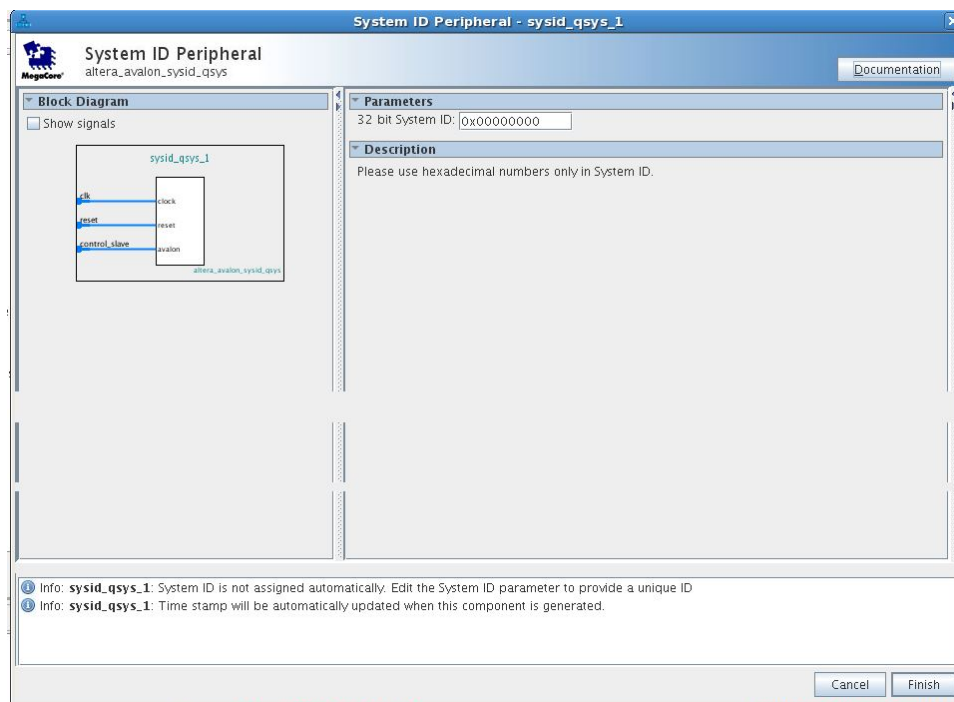 System ID Peripheral - sysid_qsys_1
System ID Peripheral
altera_avalon_sysid_qsys
MegaCore'
Documentation
Block Diagram
Show signals
sysid_qsys_1
clk
clock
reset
reset
control_slave
avalon
altera_avalon_sysid_qsys
Parameters
32 bit System ID: 0x00000000
Description
Please use hexadecimal numbers only in System ID.
Info: sysid_qsys_1: System ID is not assigned automatically. Edit the System ID parameter to provide a unique ID
Info: sysid_qsys_1: Time stamp will be automatically updated when this component is generated.
Cancel
Finish